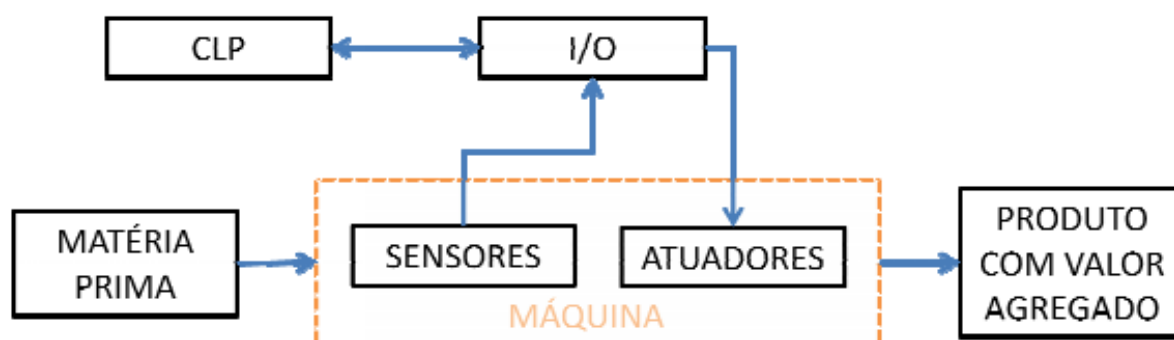 CLP
I/O
MATÉRIA
PRIMA
SENSORES
ATUADORES
MÁQUINA
PRODUTO
COM VALOR
AGREGADO